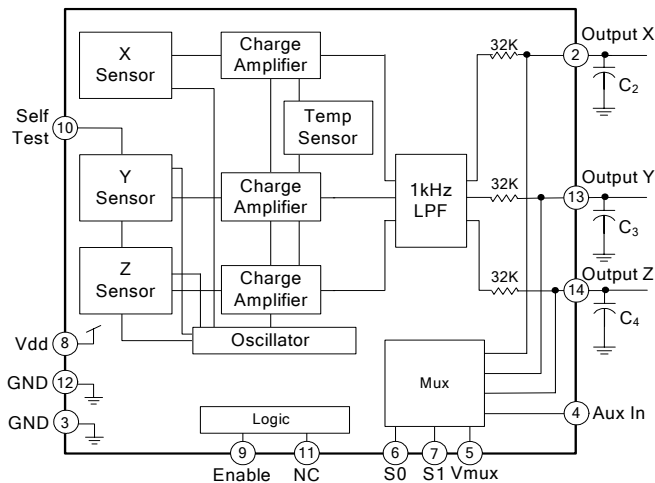 Output X
32K
2
C2
X
Sensor
Charge
Amplifier
Self
Test
10
Temp
Sensor
Y
Sensor
Charge
Amplifier
1kHz
LPF
32K
13
Output Y
C3
Z
Sensor
Charge
Amplifier
32K
14
Output Z
C4
Oscillator
Vdd
8
GND
12
GND
3
Mux
Logic
4
Aux In
9
11
6
7
5
Enable
NC
S0
S1
Vmux